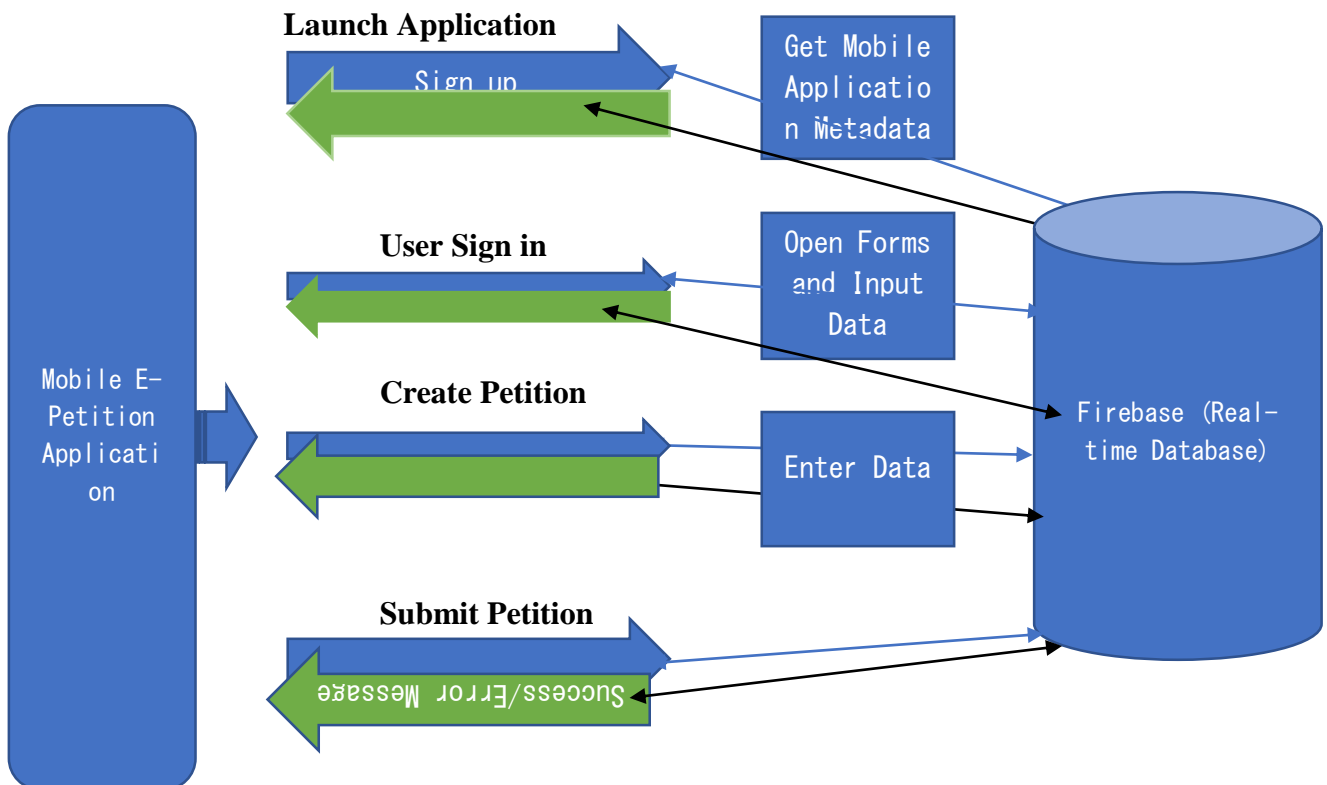 Launch Application
Sign up
Get Mobile
Applicatio
n Metadata
User Sign in
Open Forms
and Input
Data
Mobile E-
Petition
Applicati
on
Create Petition
Enter Data
Firebase (Real-
time Database)
Submit Petition
Success/Error Message